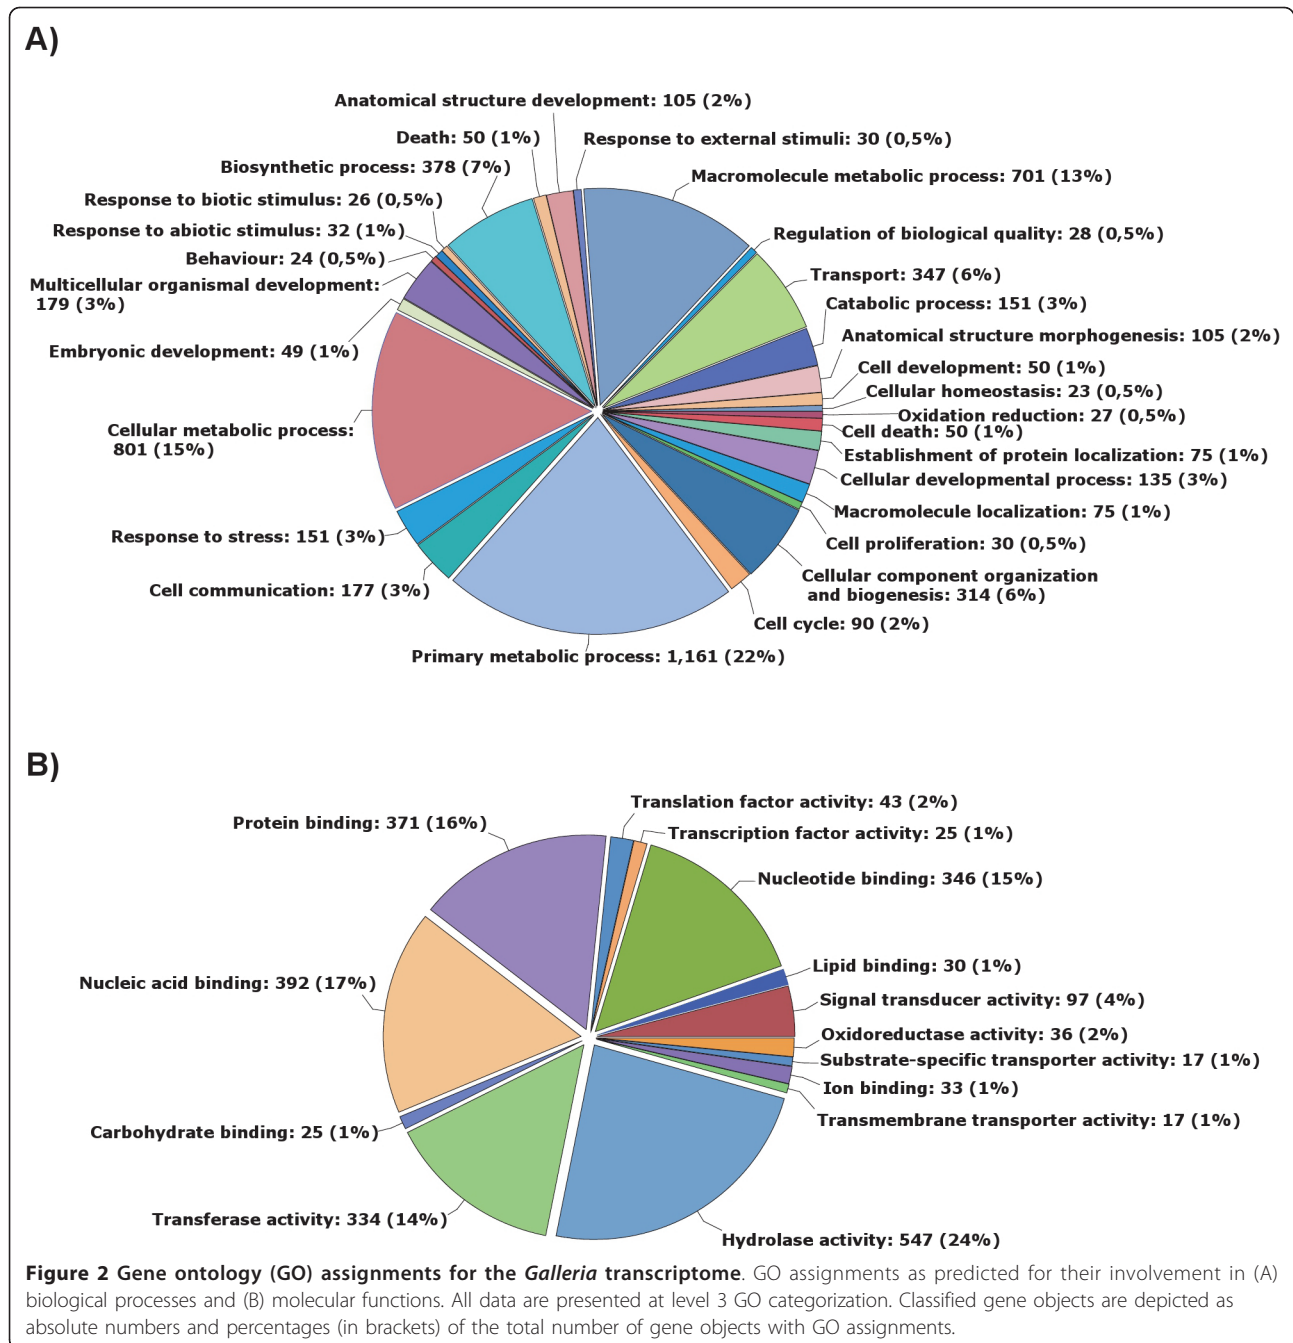 A)
Anatomical structure development: 105 (2%)
Death: 50 (1%)
Response to external stimuli: 30 (0,5%)
Biosynthetic process: 378 (7%)
Macromolecule metabolic process: 701 (13%)
Response to biotic stimulus: 26 (0,5%)
Response to abiotic stimulus: 32 (1%)
Regulation of biological quality: 28 (0,5%)
Behaviour: 24 (0,5%)
Transport: 347 (6%)
Multicellular organismal development:
179 (3%)
Catabolic process: 151 (3%)
Anatomical structure morphogenesis: 105 (2%)
Embryonic development: 49 (1%)
Cell development: 50 (1%)
Cellular homeostasis: 23 (0,5%)
Oxidation reduction: 27 (0,5%)
Cellular metabolic process:
801 (15%)
Cell death: 50 (1%)
Establishment of protein localization: 75 (1%)
Cellular developmental process: 135 (3%)
Macromolecule localization: 75 (1%)
Response to stress: 151 (3%)
Cell proliferation: 30 (0,5%)
Cellular component organization
and biogenesis: 314 (6%)
Cell communication: 177 (3%)
Cell cycle: 90 (2%)
Primary metabolic process: 1,161 (22%)
B)
Translation factor activity: 43 (2%)
Protein binding: 371 (16%)
Transcription factor activity: 25 (1%)
Nucleotide binding: 346 (15%)
Lipid binding: 30 (1%)
Nucleic acid binding: 392 (17%)
Signal transducer activity: 97 (4%)
Oxidoreductase activity: 36 (2%)
Substrate-specific transporter activity: 17 (1%)
Ion binding: 33 (1%)
Transmembrane transporter activity: 17 (1%)
Carbohydrate binding: 25 (1%)
Transferase activity: 334 (14%)
Hydrolase activity: 547 (24%)
Figure 2 Gene ontology (GO) assignments for the Galleria transcriptome. GO assignments as predicted for their involvement in (A)
biological processes and (B) molecular functions. All data are presented at level 3 GO categorization. Classified gene objects are depicted as
absolute numbers and percentages (in brackets) of the total number of gene objects with GO assignments.